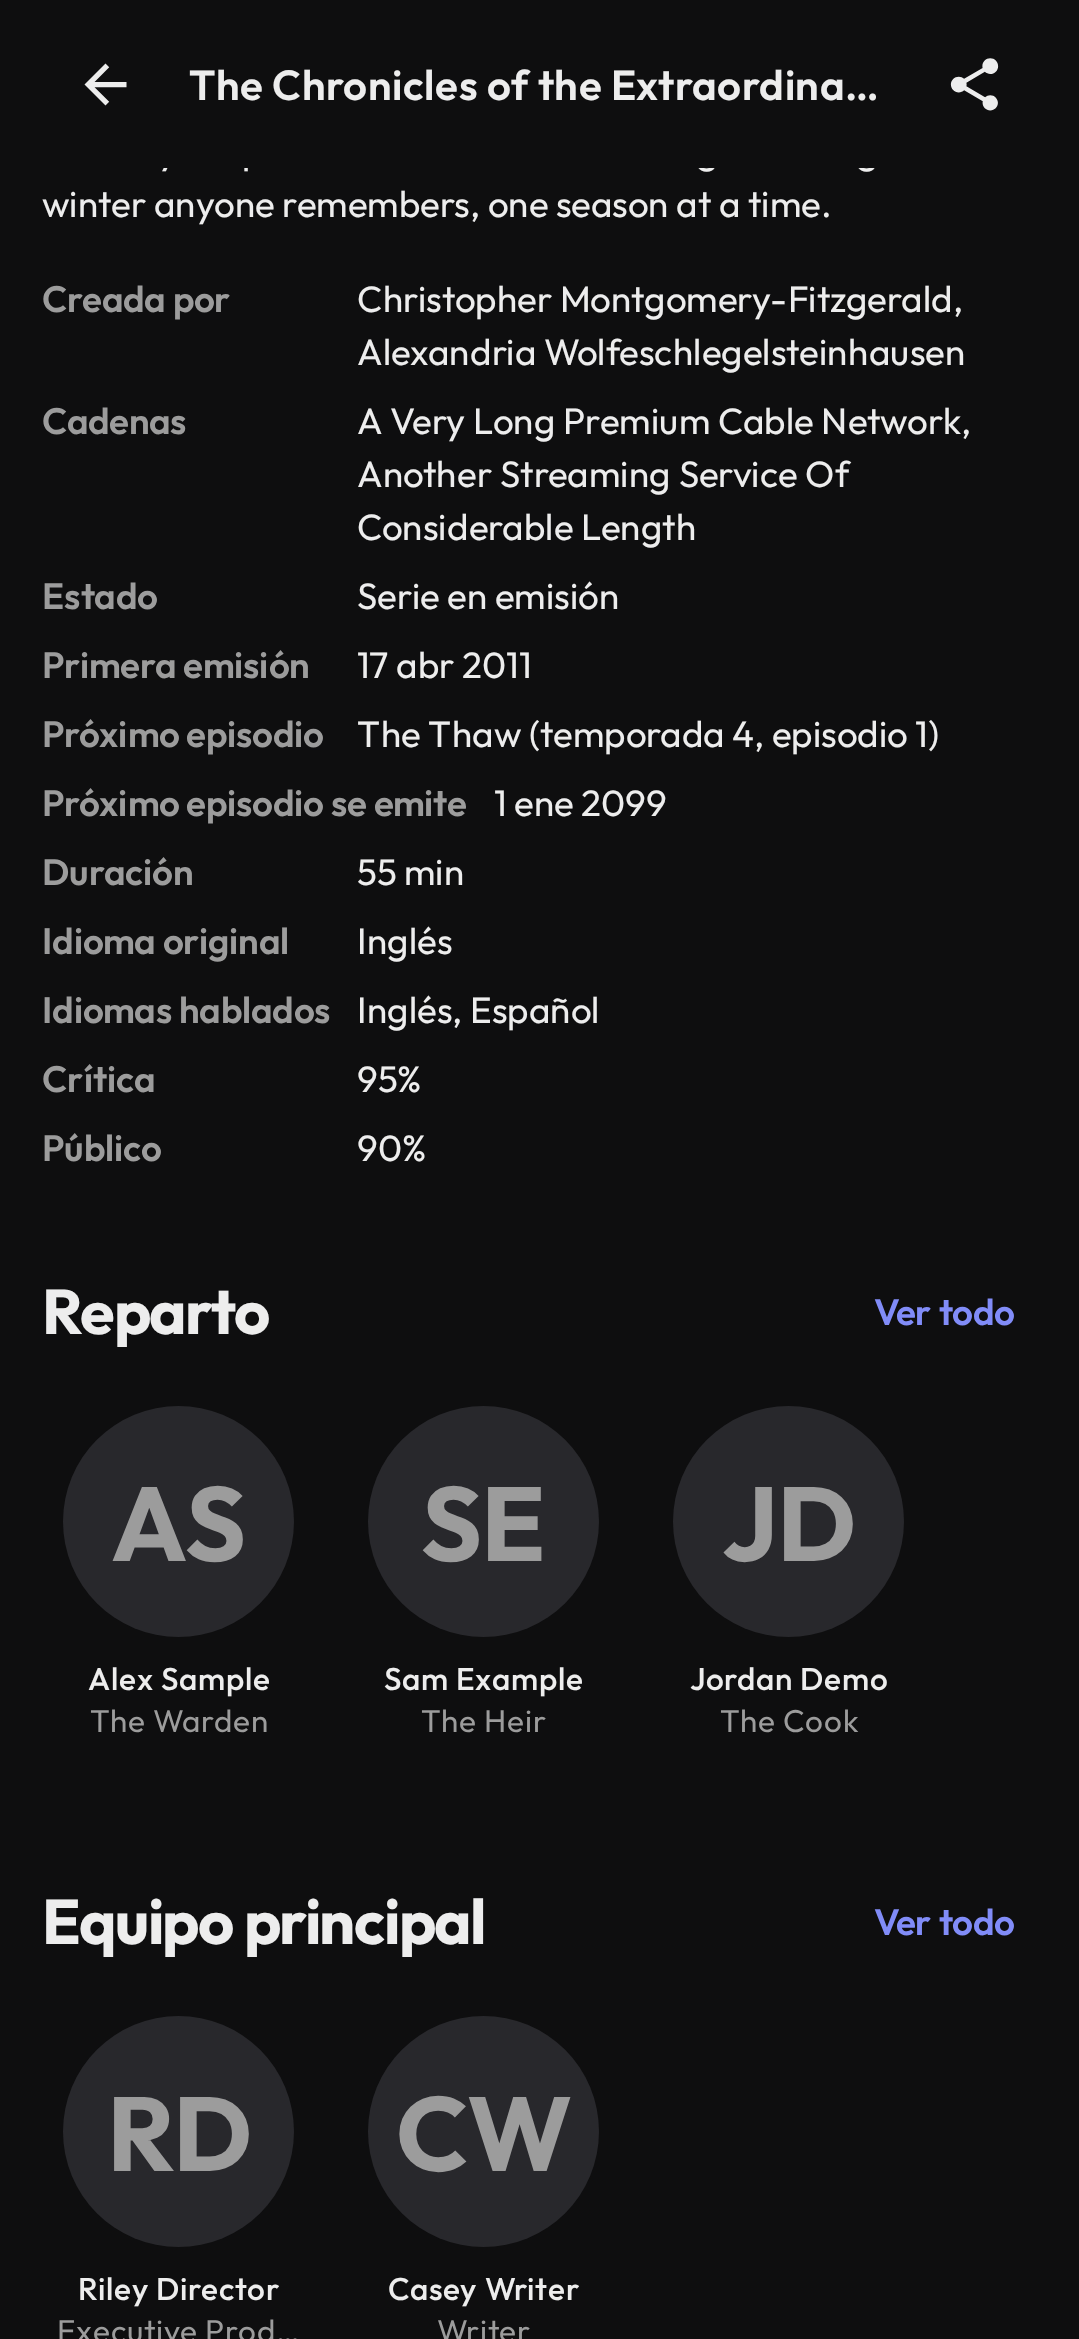 The Chronicles of the Extraordina...
winter anyone remembers, one season at a time.
Creada por Christopher Montgomery-Fitzgerald,
Alexandria Wolfeschlegelsteinhausen
Cadenas A Very Long Premium Cable Network,
Another Streaming Service Of
Considerable Length
Estado Serie en emisión
Primera emisión 17 abr 2011
Próximo episodio The Thaw (temporada 4, episodio 1)
Próximo episodio se emite 1 ene 2099
Duración 55 min
Idioma original Inglés
Idiomas hablados Inglés, Español
Crítica 95%
Público 90%
Reparto Ver todo
AS SE JD
Alex Sample Sam Example Jordan Demo
The Warden The Heir The Cook
Equipo principal Ver todo
RD CW
Riley Director Casey Writer
Executive Prod... Writer